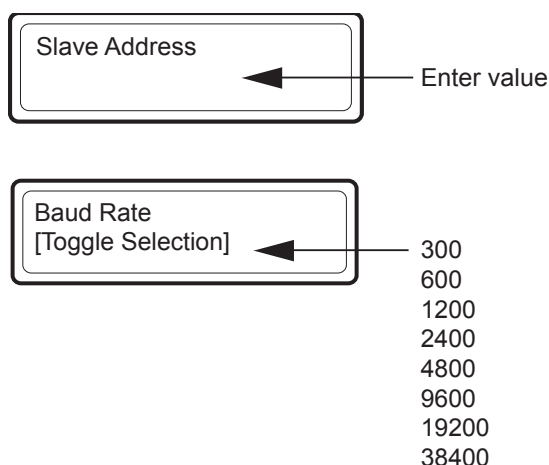 Slave Address
Enter value
Baud Rate
[Toggle Selection]
300
600
1200
2400
4800
9600
19200
38400